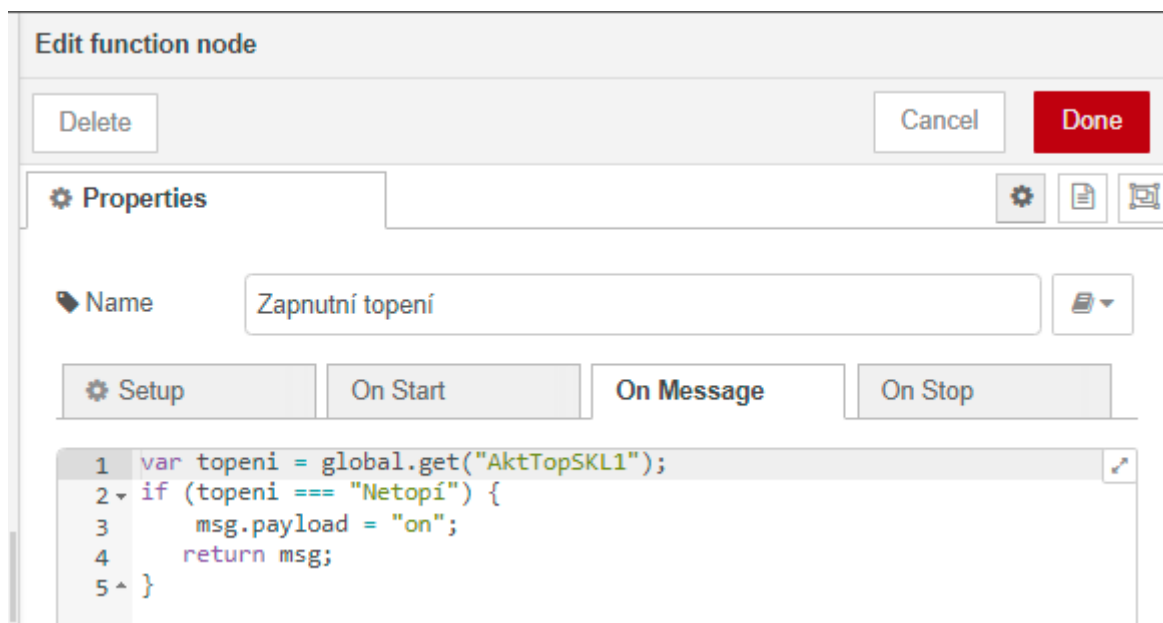 Edit function node
Delete Cancel Done
Properties
Name Zapnutní topení
Setup On Start On Message On Stop
1 var topeni = global.get("AktTopSKL1");
2 if (topeni === "Netopí") {
3 msg.payload = "on";
4 return msg;
5 }